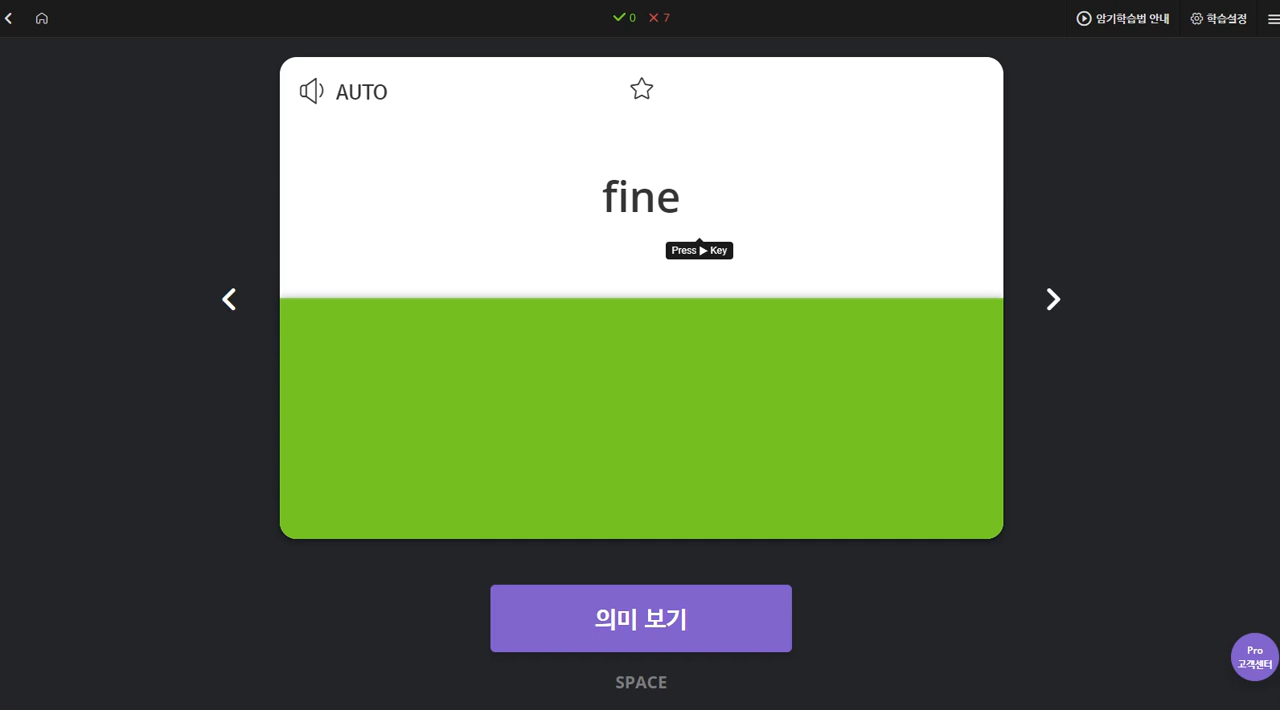 0 7 암기학습법 안내 학습설정
AUTO
fine
Press ▶ Key
의미 보기
SPACE
Pro
고객센터